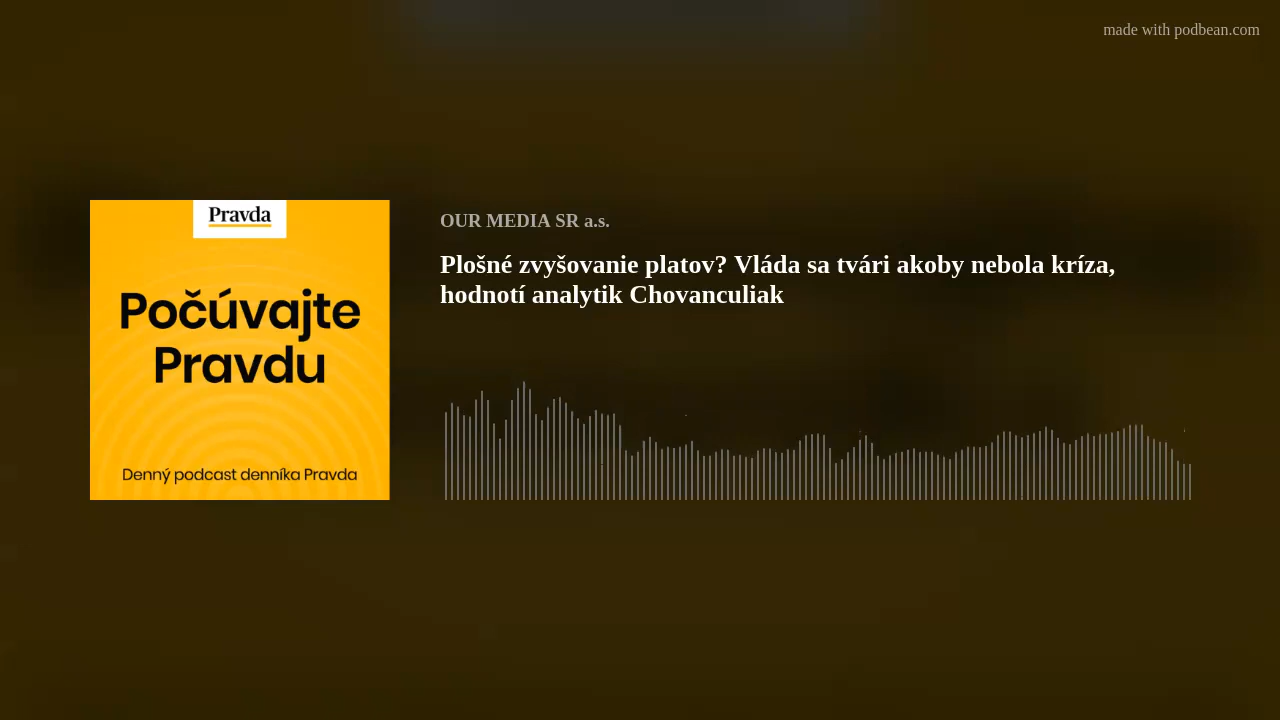 made with podbean.com
Pravda
Počúvajte
Pravdu
Denný podcast denníka Pravda
OUR MEDIA SR a.s.
Plošné zvyšovanie platov? Vláda sa tvári akoby nebola kríza,
hodnotí analytik Chovanculiak